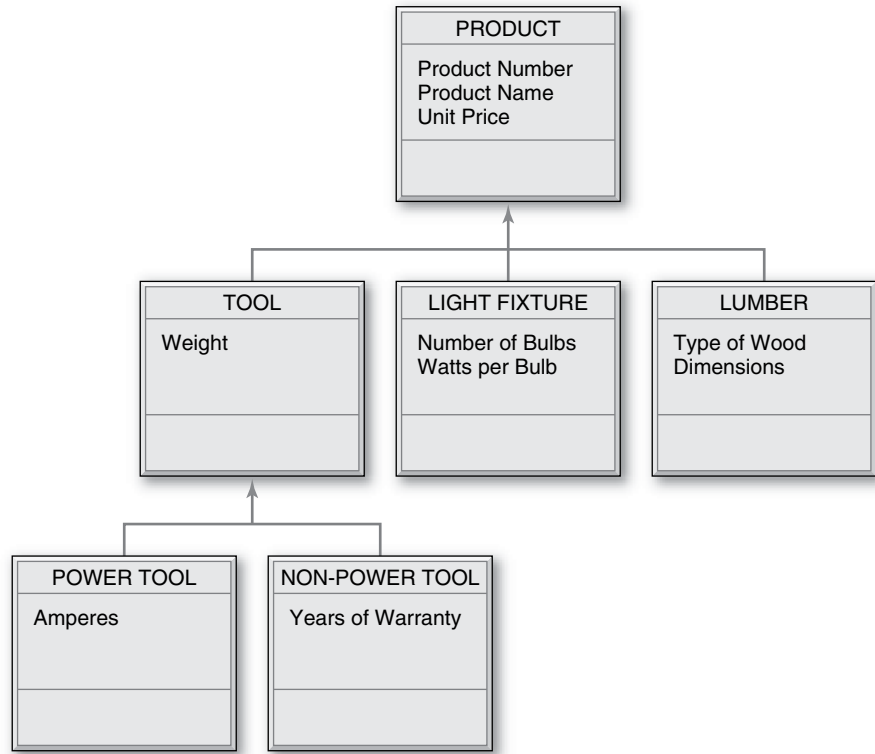 PRODUCT
Product Number
Product Name
Unit Price
TOOL
Weight
LIGHT FIXTURE
Number of Bulbs
Watts per Bulb
LUMBER
Type of Wood
Dimensions
POWER TOOL
Amperes
NON-POWER TOOL
Years of Warranty